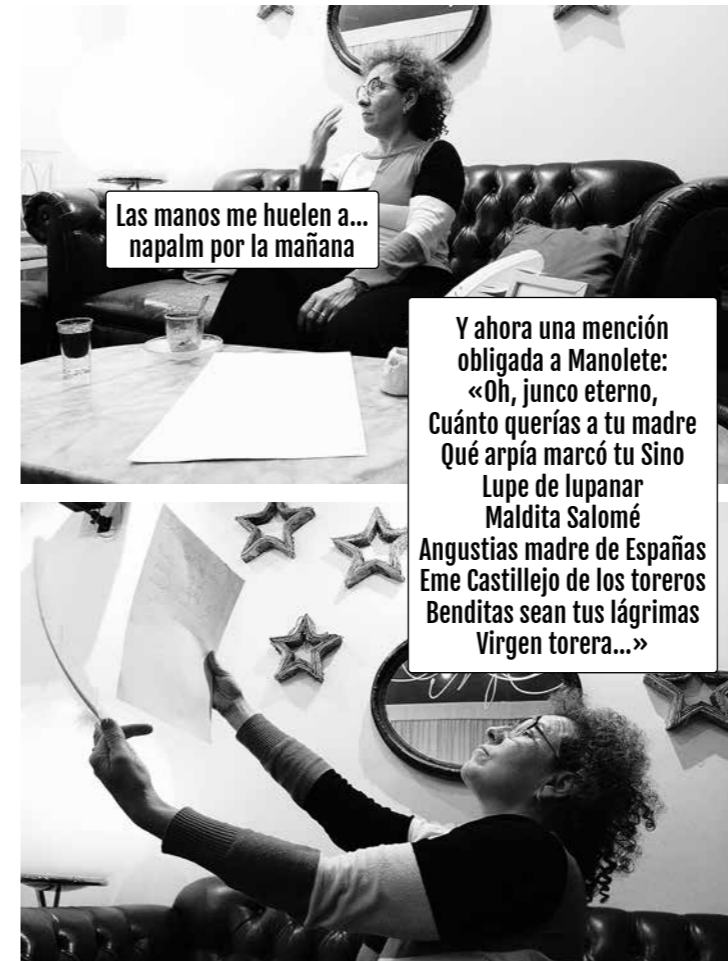 Las manos me huelen a...
napalm por la mañana
Y ahora una mención
obligada a Manolete:
«Oh, junco eterno,
Cuánto querías a tu madre
Qué arpía marcó tu Sino
Lupe de lupanar
Maldita Salomé
Angustias madre de Españas
Eme Castillejo de los toreros
Benditas sean tus lágrimas
Virgen torera...»